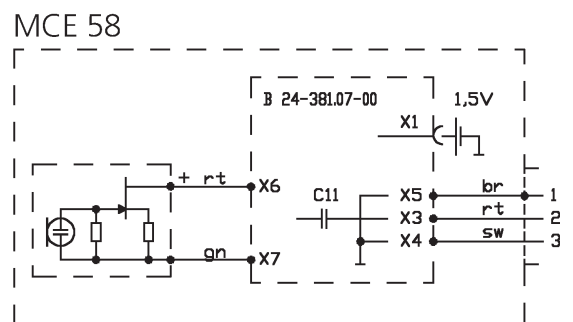 MCE 58
B 24-381.07-00
1,5V
X1
+ rt
X6
C11
X5
br
1
X3
rt
2
X4
sw
3
gn
X7